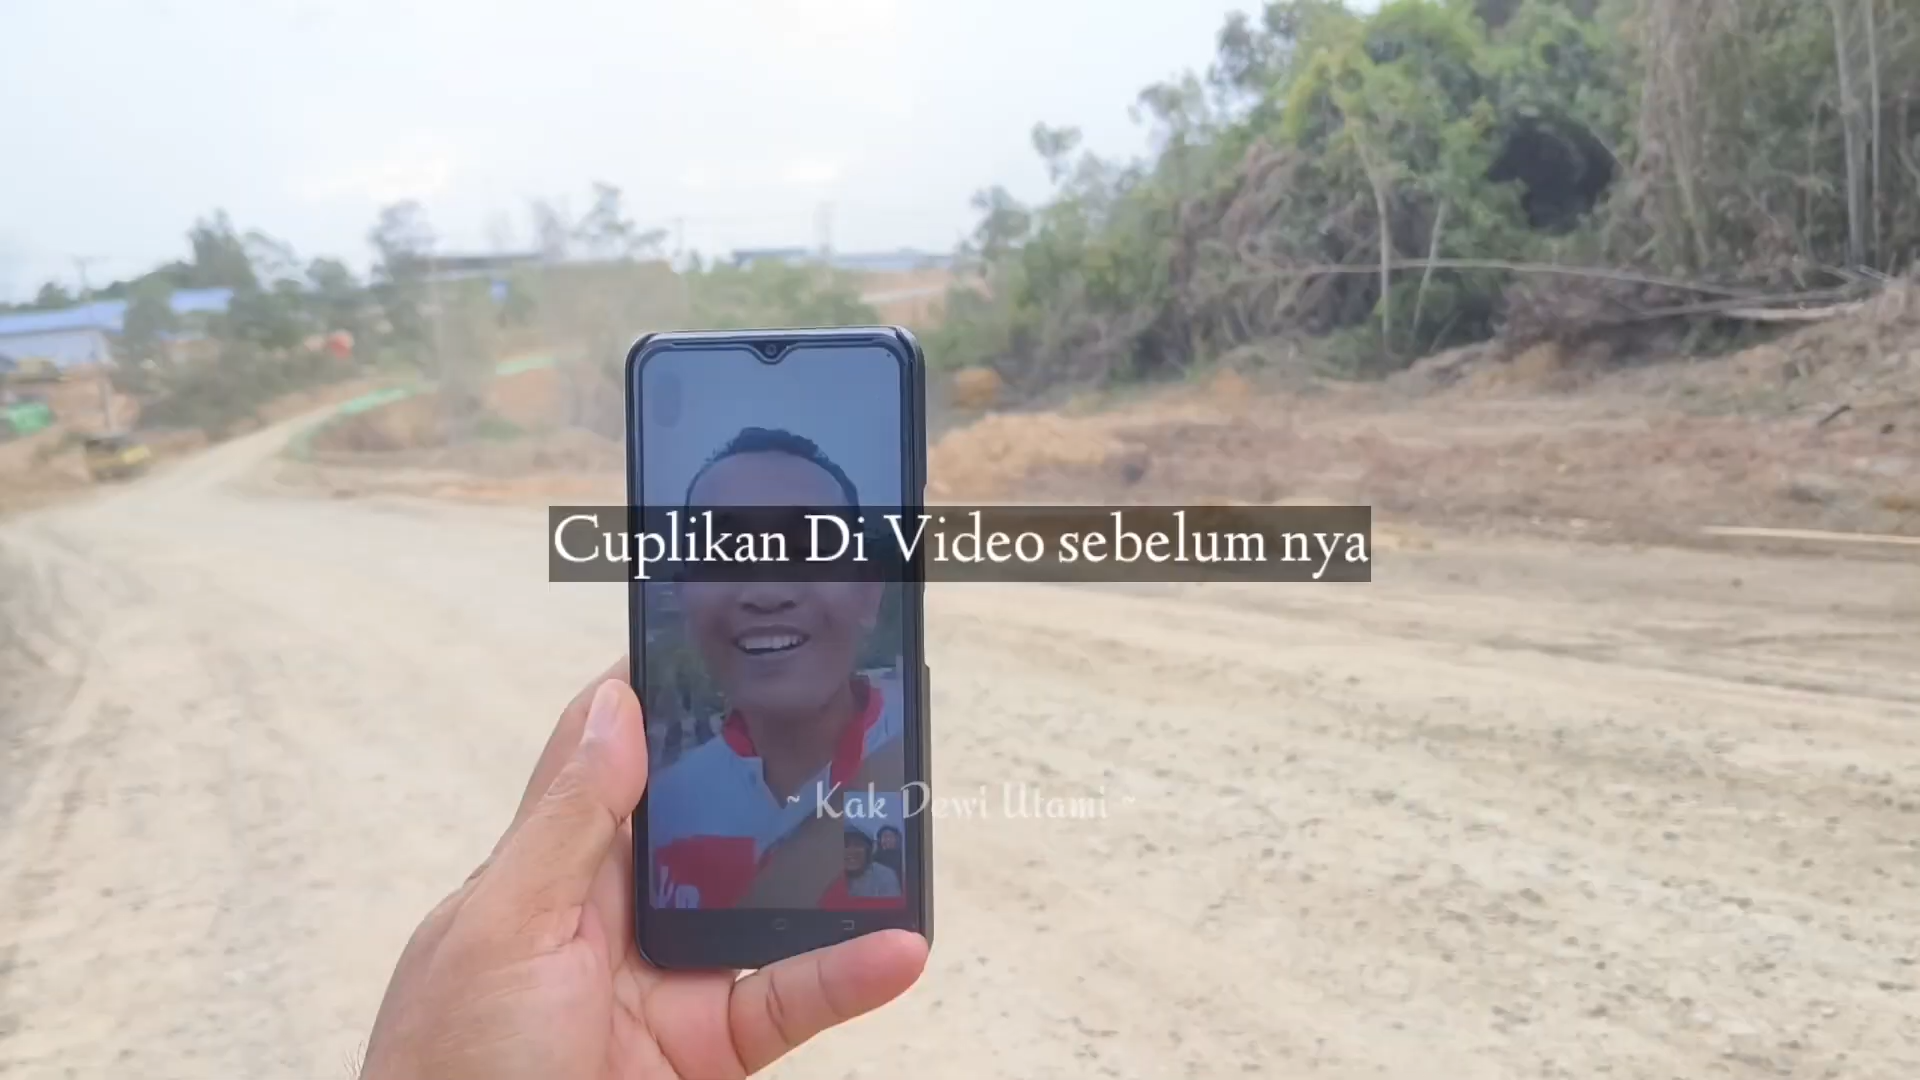 Cuplikan Di Video sebelum nya
~ Kak Dewi Utami ~